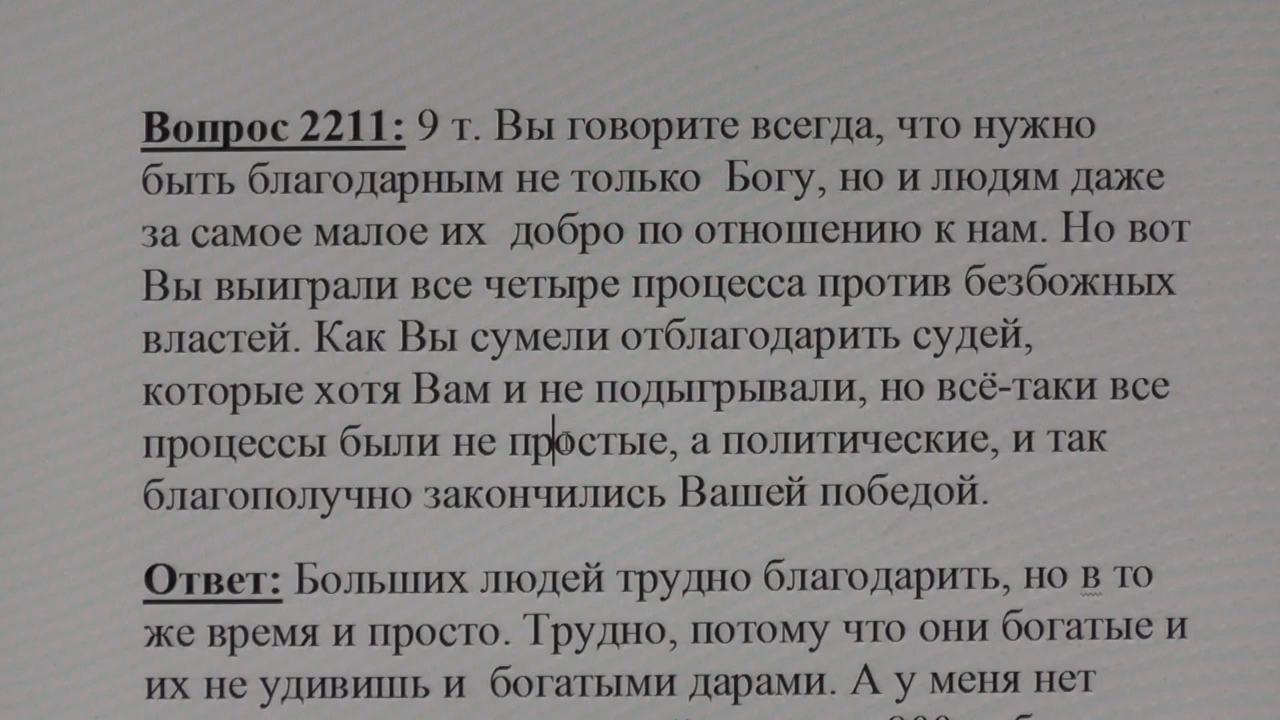 Вопрос 2211: 9 т. Вы говорите всегда, что нужно
быть благодарным не только  Богу, но и людям даже
за самое малое их  добро по отношению к нам. Но вот
Вы выиграли все четыре процесса против безбожных
властей. Как Вы сумели отблагодарить судей,
которые хотя Вам и не подыгрывали, но всё-таки все
процессы были не простые, а политические, и так
благополучно закончились Вашей победой.
Ответ: Больших людей трудно благодарить, но в то
же время и просто. Трудно, потому что они богатые и
их не удивишь и  богатыми дарами. А у меня нет